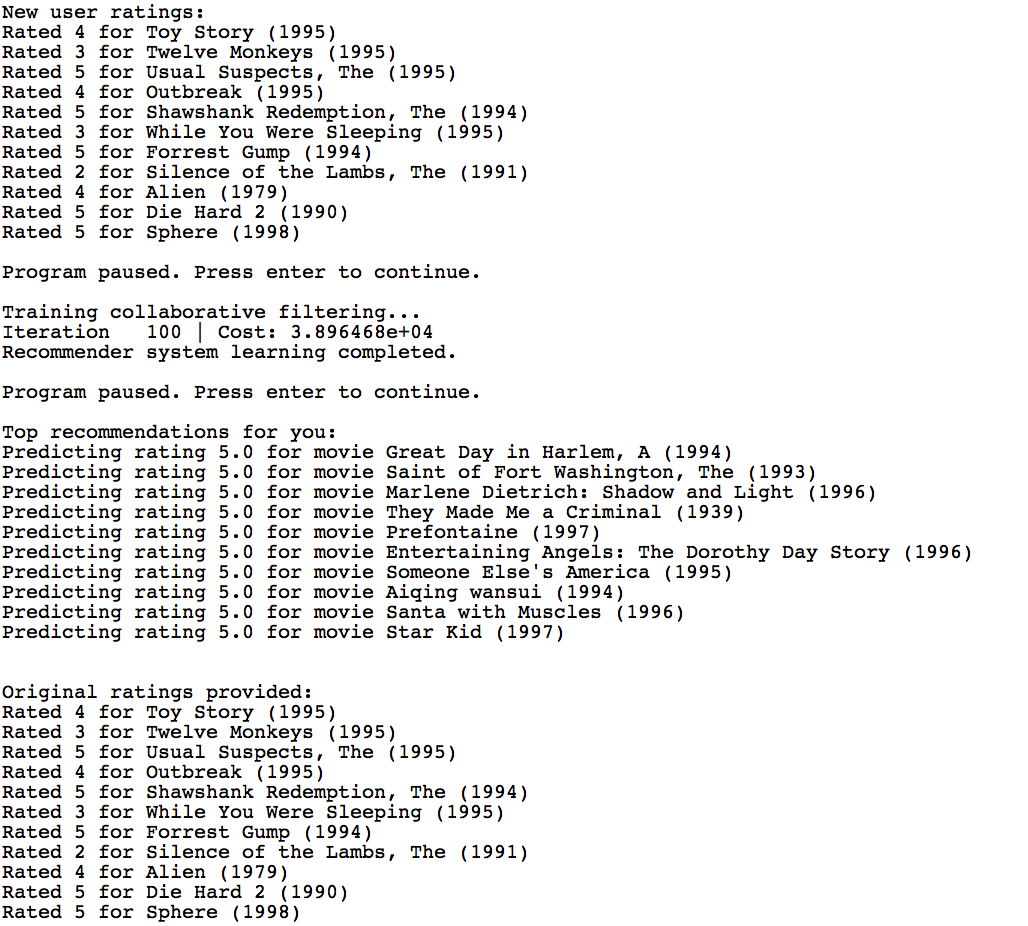 New user ratings:
Rated 4 for Toy Story (1995)
Rated 3 for Twelve Monkeys (1995)
Rated 5 for Usual Suspects, The (1995)
Rated 4 for Outbreak (1995)
Rated 5 for Shawshank Redemption, The (1994)
Rated 3 for While You Were Sleeping (1995)
Rated 5 for Forrest Gump (1994)
Rated 2 for Silence of the Lambs, The (1991)
Rated 4 for Alien (1979)
Rated 5 for Die Hard 2 (1990)
Rated 5 for Sphere (1998)
Program paused. Press enter to continue.
Training collaborative filtering...
Iteration   100 | Cost: 3.896468e+04
Recommender system learning completed.
Program paused. Press enter to continue.
Top recommendations for you:
Predicting rating 5.0 for movie Great Day in Harlem, A (1994)
Predicting rating 5.0 for movie Saint of Fort Washington, The (1993)
Predicting rating 5.0 for movie Marlene Dietrich: Shadow and Light (1996)
Predicting rating 5.0 for movie They Made Me a Criminal (1939)
Predicting rating 5.0 for movie Prefontaine (1997)
Predicting rating 5.0 for movie Entertaining Angels: The Dorothy Day Story (1996)
Predicting rating 5.0 for movie Someone Else's America (1995)
Predicting rating 5.0 for movie Aiqing wansui (1994)
Predicting rating 5.0 for movie Santa with Muscles (1996)
Predicting rating 5.0 for movie Star Kid (1997)
Original ratings provided:
Rated 4 for Toy Story (1995)
Rated 3 for Twelve Monkeys (1995)
Rated 5 for Usual Suspects, The (1995)
Rated 4 for Outbreak (1995)
Rated 5 for Shawshank Redemption, The (1994)
Rated 3 for While You Were Sleeping (1995)
Rated 5 for Forrest Gump (1994)
Rated 2 for Silence of the Lambs, The (1991)
Rated 4 for Alien (1979)
Rated 5 for Die Hard 2 (1990)
Rated 5 for Sphere (1998)